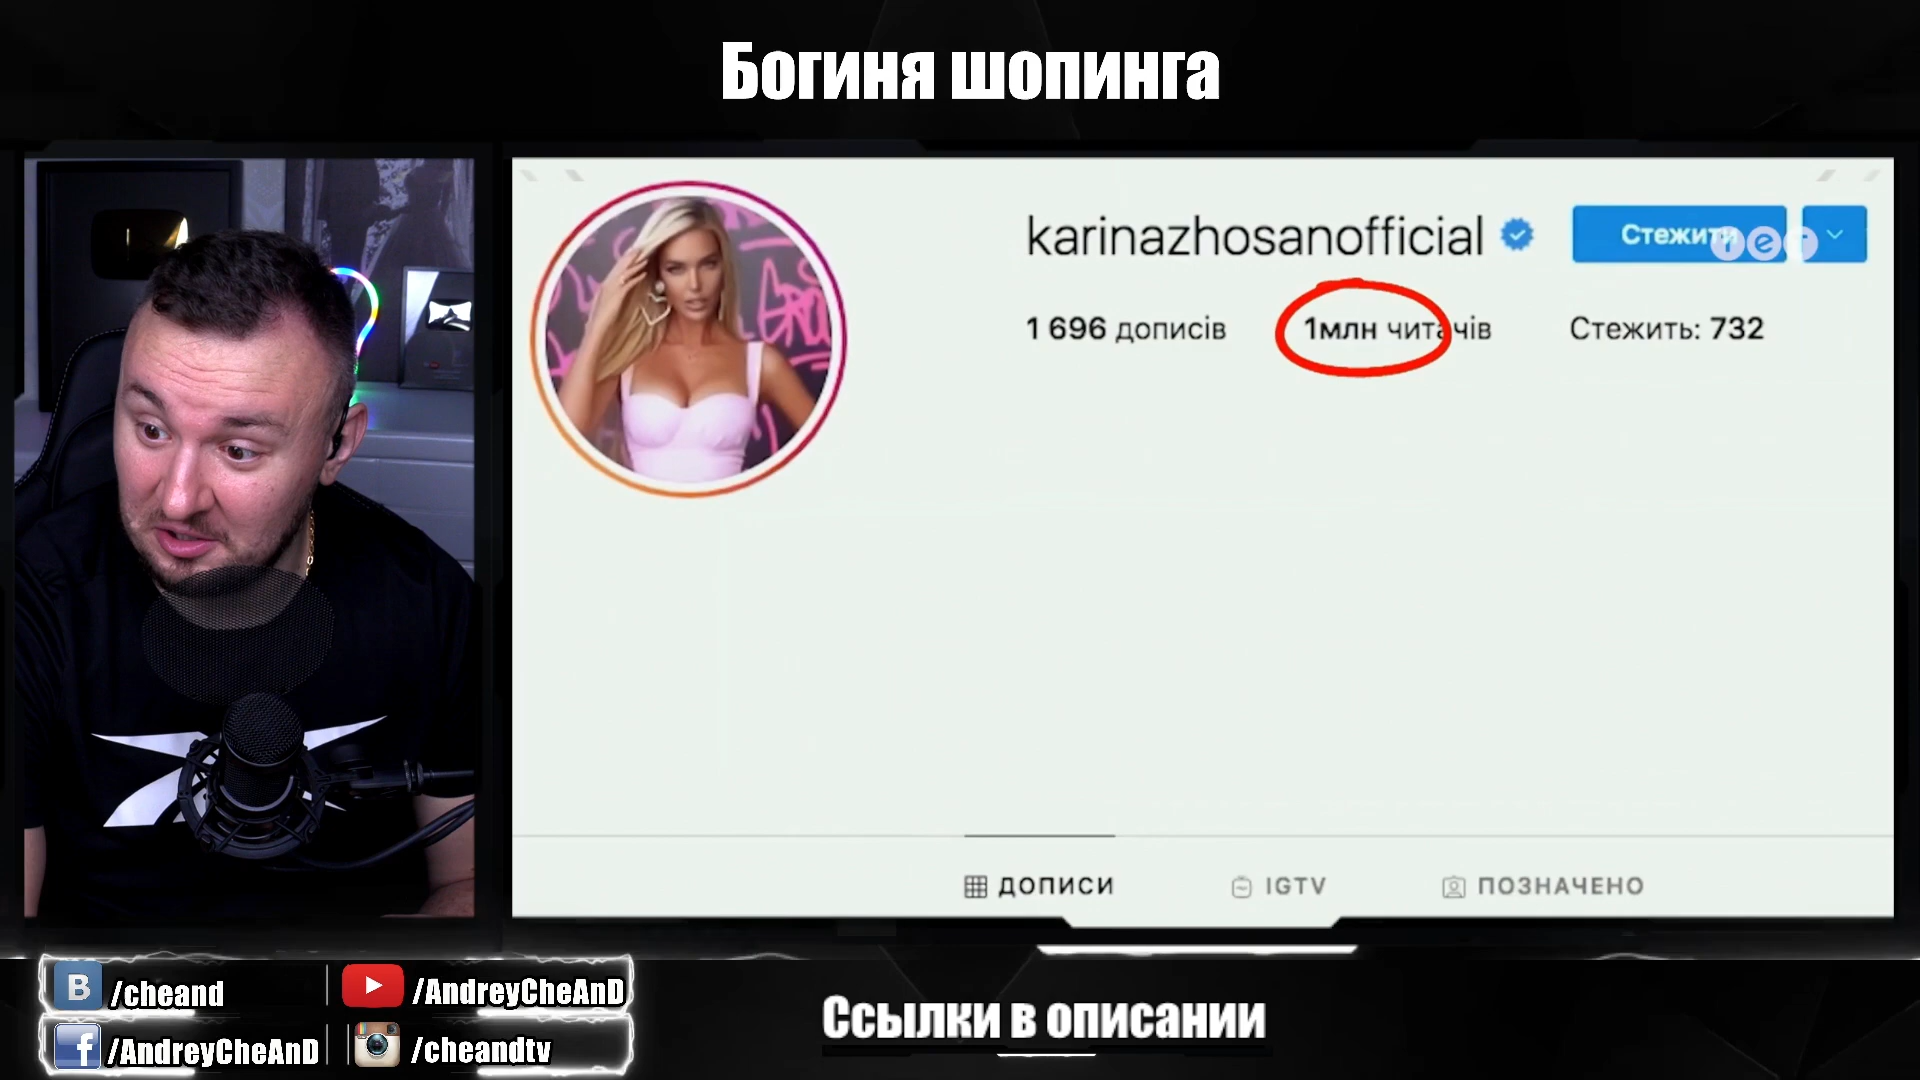 Богиня шопинга
karinazhosanofficial
Стежити
тет
1 696 дописів
1млн читачів
Стежить: 732
ДОПИСИ
IGTV
ПОЗНАЧЕНО
B /cheand
/AndreyCheAnD
f /AndreyCheAnD
/cheandtv
Ссылки в описании